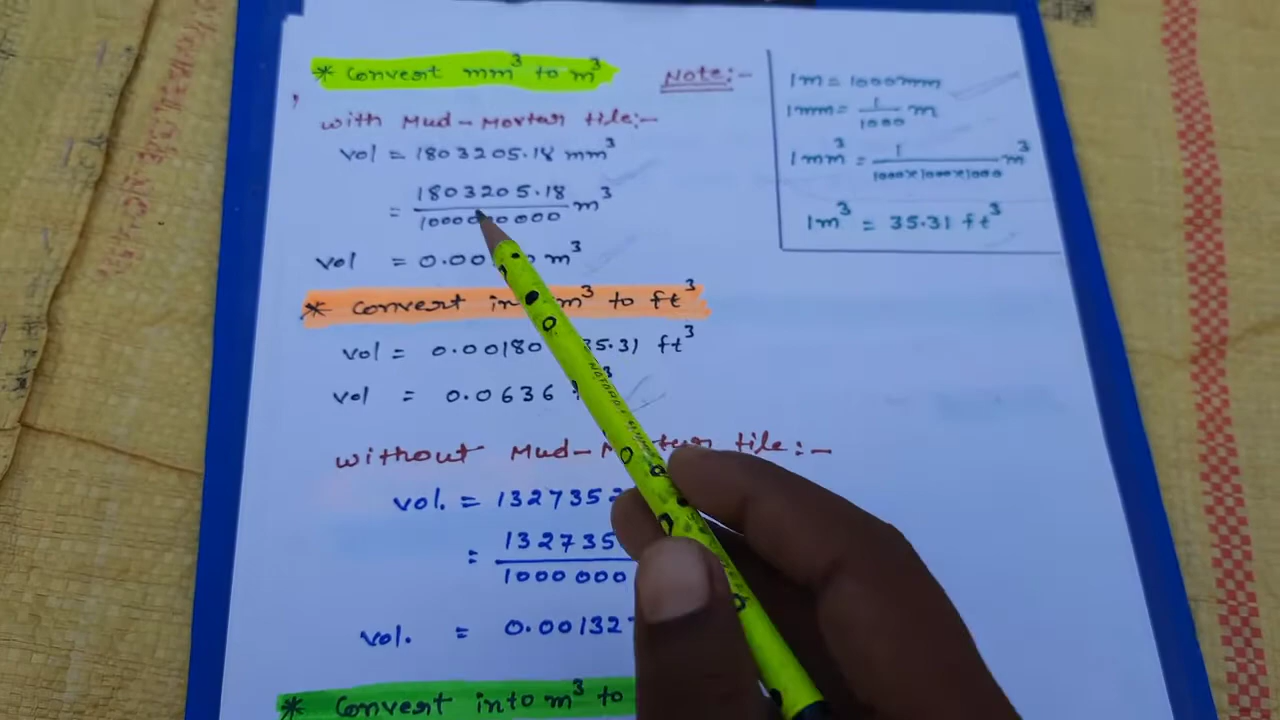 * Convert mm³ to m³
Note:-
1m = 1000mm
1mm = 1/1000 m
1mm³ = 1/1000×1000×1000 m³
1m³ = 35.31 ft³
with Mud-Mortar tile:-
Vol = 1803205.18 mm³
= 1803205.18/1000000000 m³
Vol = 0.00 m³
* Convert m³ to ft³
Vol = 0.00180 35.31 ft³
Vol = 0.0636
without Mud- tile:-
Vol. = 132735
= 132735/1000 000
Vol. = 0.00132
* Convert into m³ to